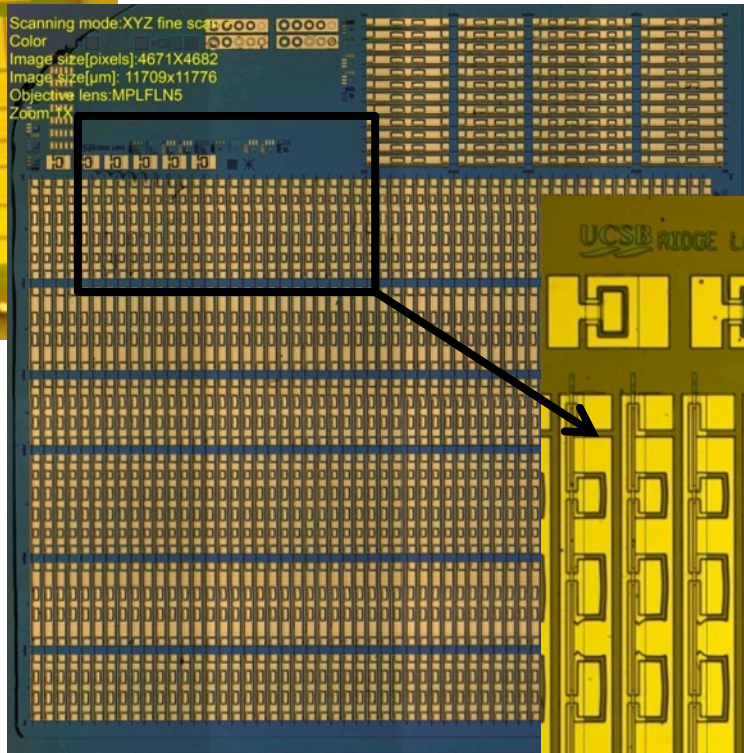 Scanning mode:XYZ fine scan
Color
Image size[pixels]:4671X4682
Image size[µm]: 11709x11776
Objective lens:MPLFLN5
Zoom:1X
UCSB RIDGE L